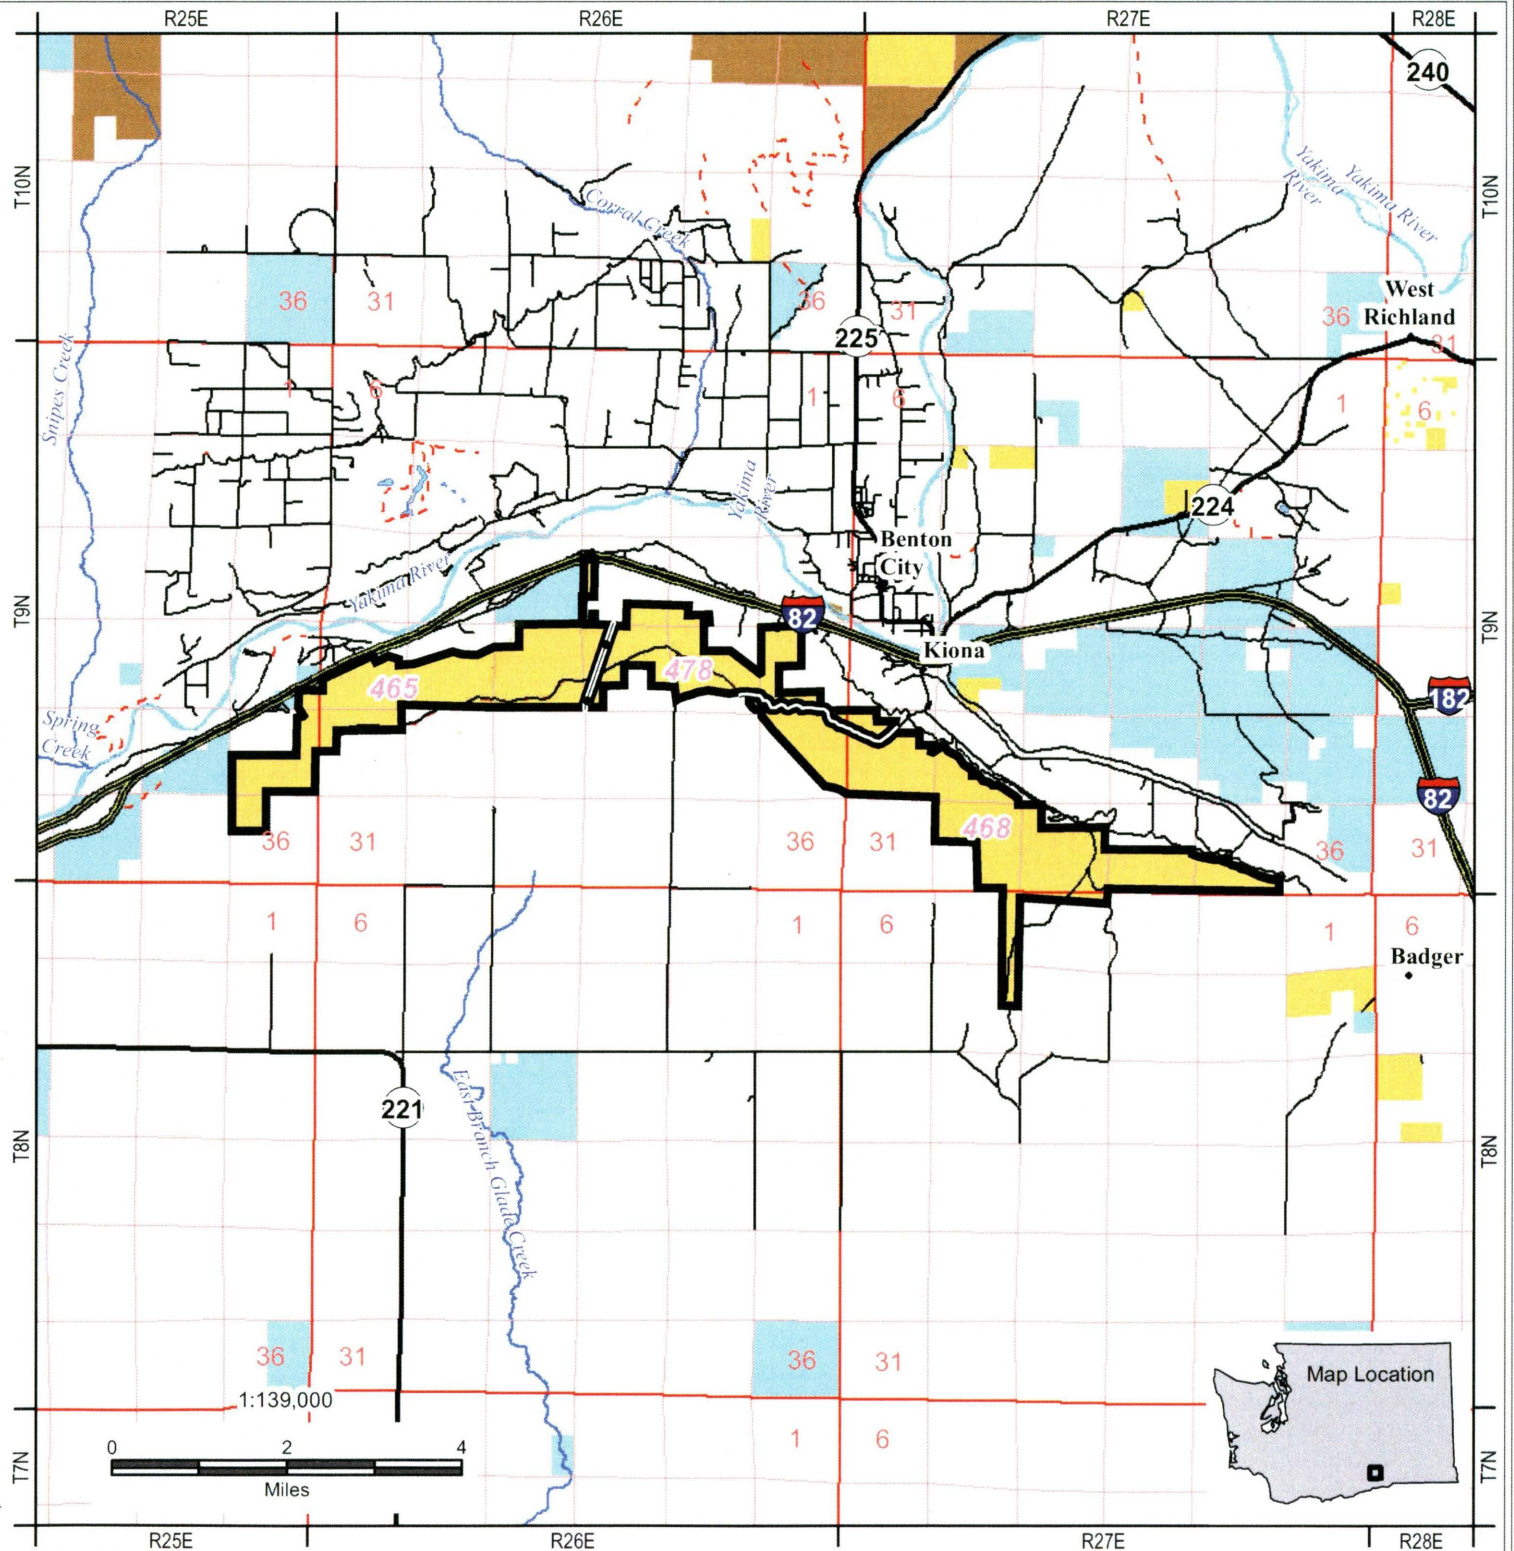 R25E R26E R27E R28E
240
T10N
T10N
Yakima River
Yakima River
Corral Creek
36 31 36 31 36 31
West Richland
225
Snipes Creek
1 6 1 6 1 6
Yakima River
224
Benton City
Yakima River
82
T9N
T9N
Kiona
465 478
182
Spring Creek
82
468
36 31 36 31 36 31
1 6 1 6 1 6
Badger
221
East Branch Glade Creek
T8N
T8N
36 31 36 31
Map Location
1:139,000
1 6
0 2 4
Miles
T7N
T7N
R25E R26E R27E R28E